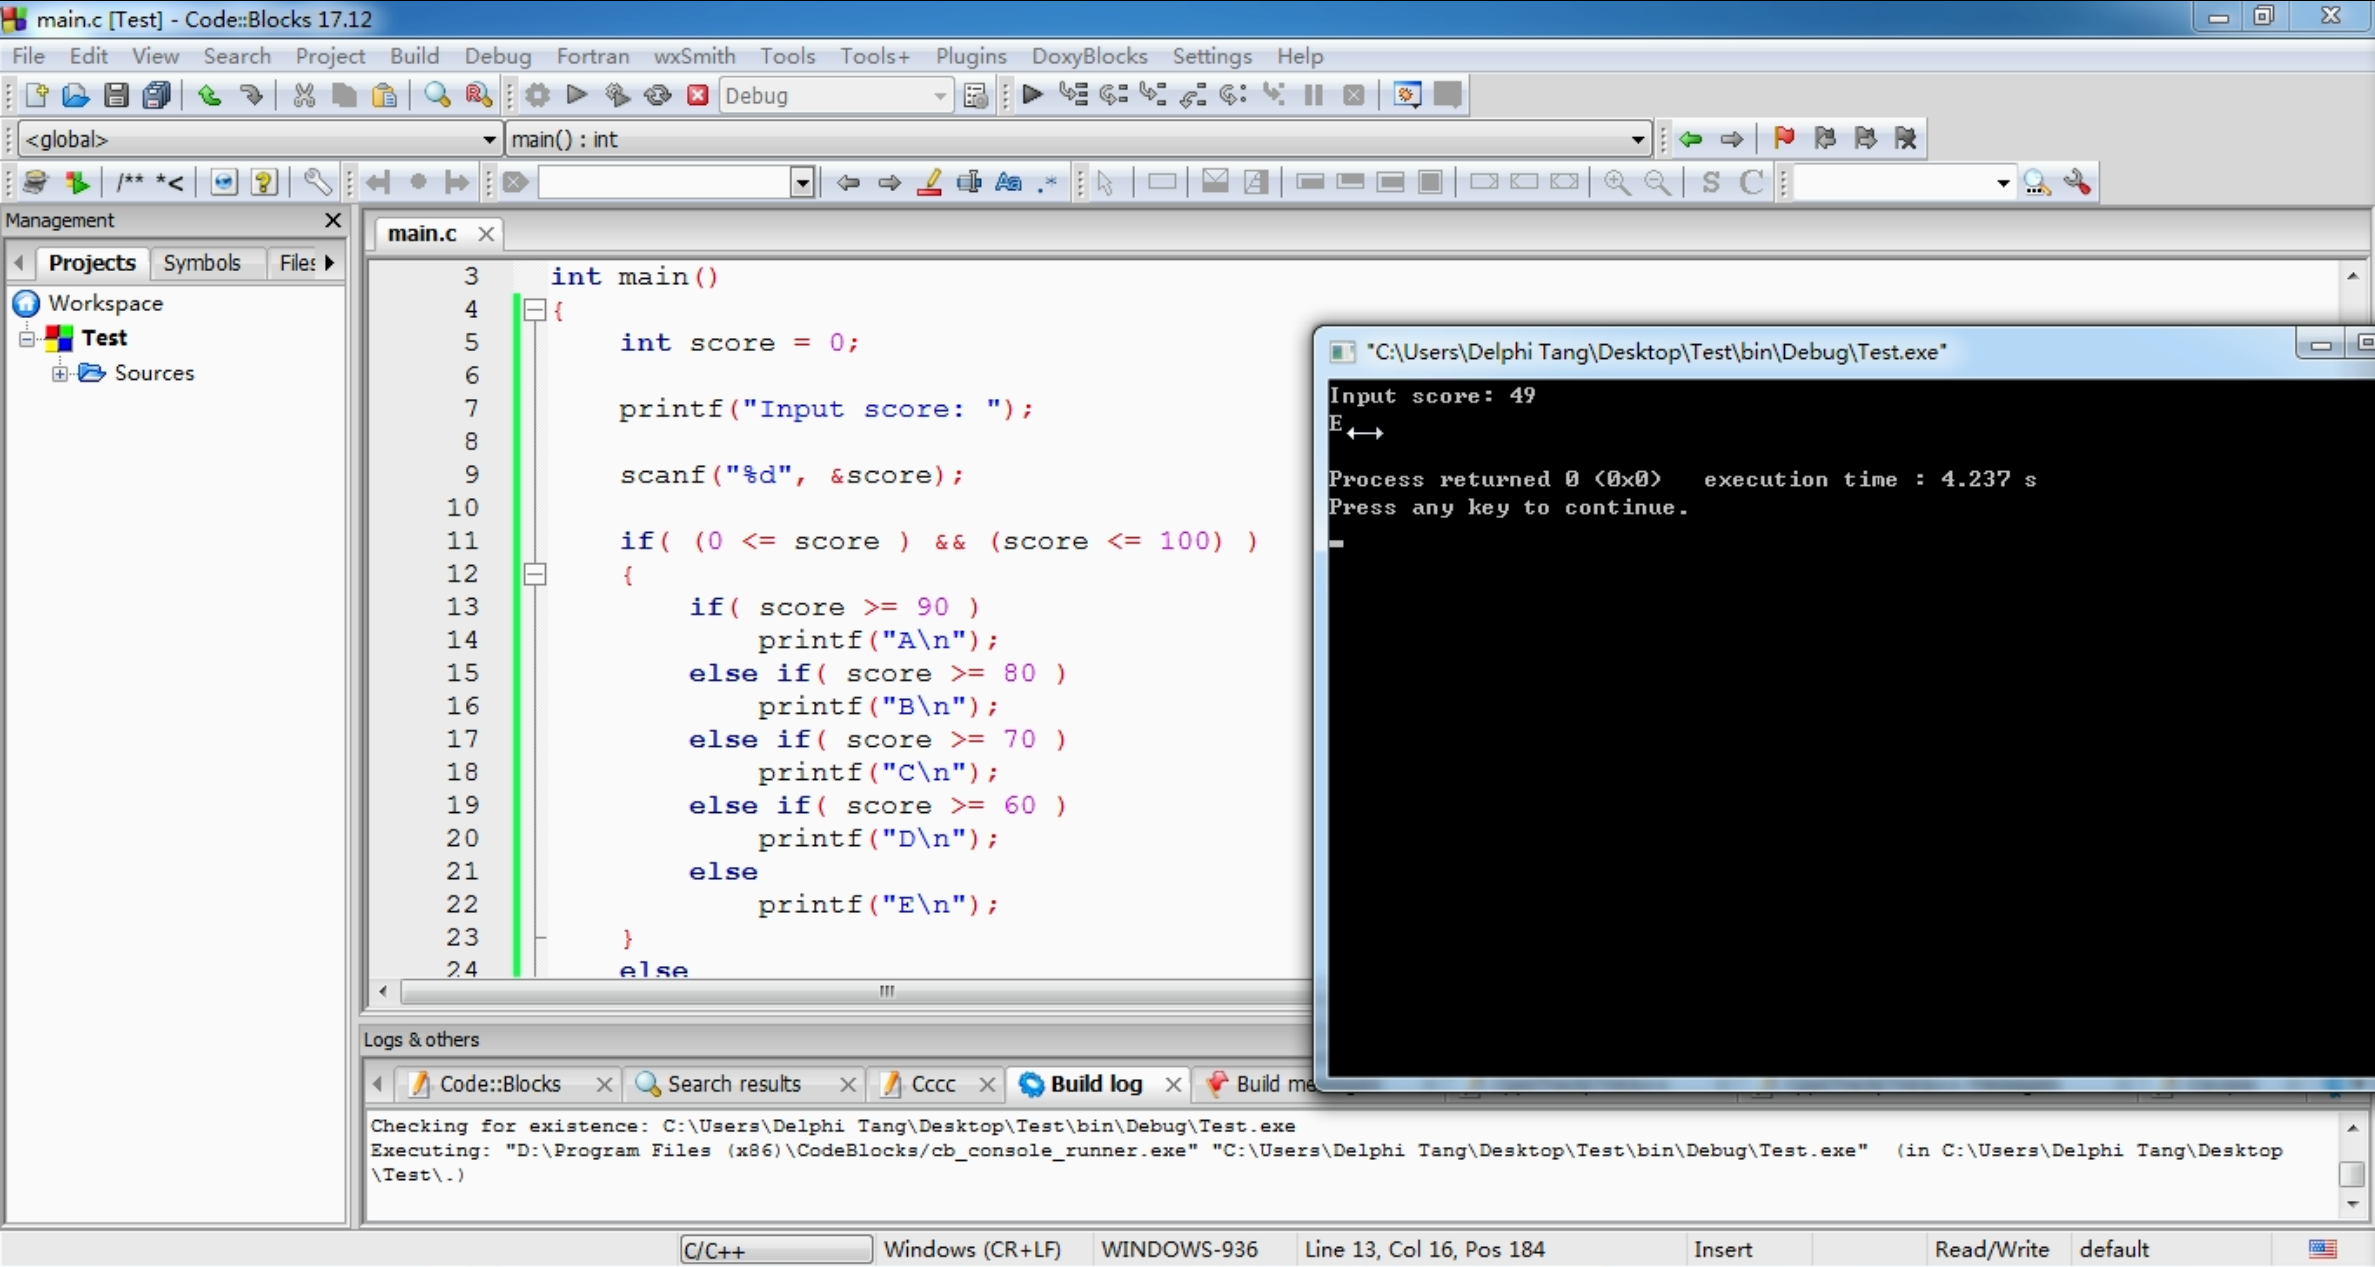 main.c [Test] - Code::Blocks 17.12
File Edit View Search Project Build Debug Fortran wxSmith Tools Tools+ Plugins DoxyBlocks Settings Help
Debug
<global> main() : int
/** *<
S C
Management
Projects Symbols Files
Workspace
Test
Sources
main.c
3 int main()
4 {
5 int score = 0;
6
7 printf("Input score: ");
8
9 scanf("%d", &score);
10
11 if( (0 <= score ) && (score <= 100) )
12 {
13 if( score >= 90 )
14 printf("A\n");
15 else if( score >= 80 )
16 printf("B\n");
17 else if( score >= 70 )
18 printf("C\n");
19 else if( score >= 60 )
20 printf("D\n");
21 else
22 printf("E\n");
23 }
24 else
"C:\Users\Delphi Tang\Desktop\Test\bin\Debug\Test.exe"
Input score: 49
E
Process returned 0 (0x0) execution time : 4.237 s
Press any key to continue.
Logs & others
Code::Blocks Search results Cccc Build log Build me
Checking for existence: C:\Users\Delphi Tang\Desktop\Test\bin\Debug\Test.exe
Executing: "D:\Program Files (x86)\CodeBlocks/cb_console_runner.exe" "C:\Users\Delphi Tang\Desktop\Test\bin\Debug\Test.exe" (in C:\Users\Delphi Tang\Desktop
\Test\.)
C/C++ Windows (CR+LF) WINDOWS-936 Line 13, Col 16, Pos 184 Insert Read/Write default